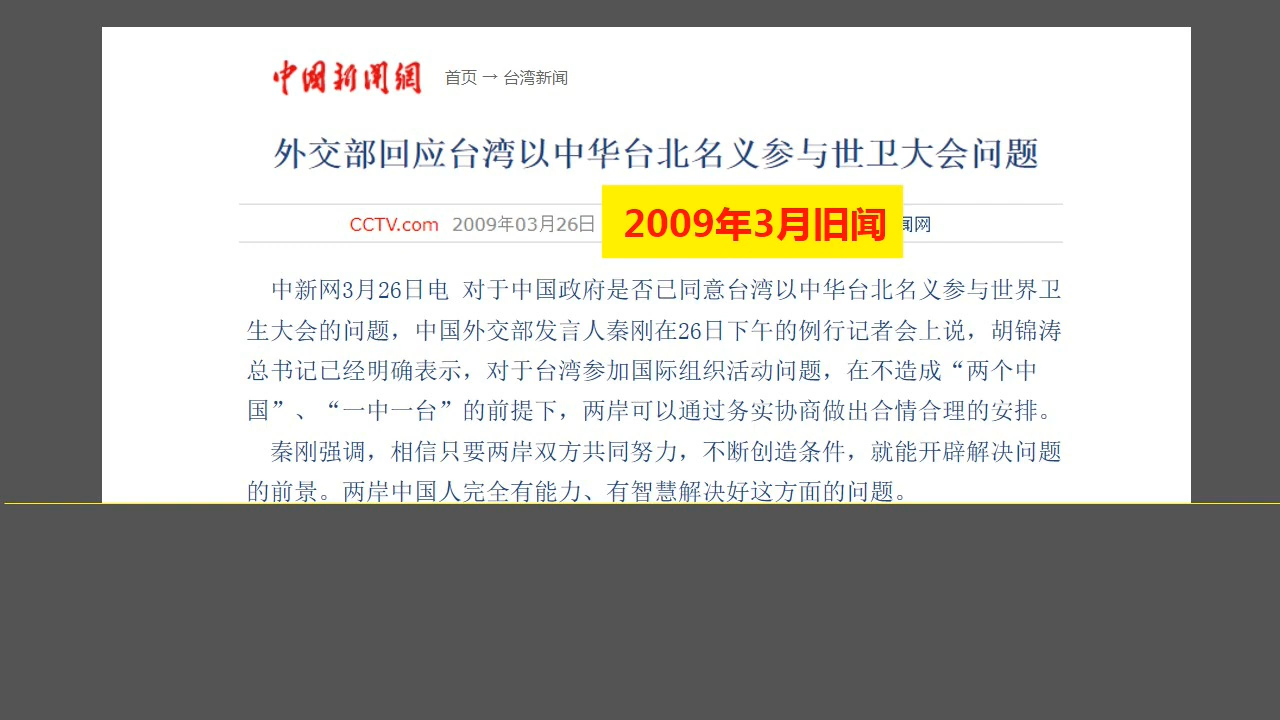 中国新闻網
首页 → 台湾新闻
外交部回应台湾以中华台北名义参与世卫大会问题
CCTV.com 2009年03月26日 2009年3月旧闻 闻网
中新网3月26日电 对于中国政府是否已同意台湾以中华台北名义参与世界卫
生大会的问题，中国外交部发言人秦刚在26日下午的例行记者会上说，胡锦涛
总书记已经明确表示，对于台湾参加国际组织活动问题，在不造成“两个中
国”、“一中一台”的前提下，两岸可以通过务实协商做出合情合理的安排。
秦刚强调，相信只要两岸双方共同努力，不断创造条件，就能开辟解决问题
的前景。两岸中国人完全有能力、有智慧解决好这方面的问题。